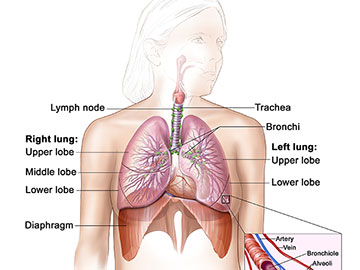 Lymph node
Trachea
Bronchi
Right lung:
Upper lobe
Middle lobe
Lower lobe
Left lung:
Upper lobe
Lower lobe
Diaphragm
Artery
Vein
Bronchiole
Alveoli